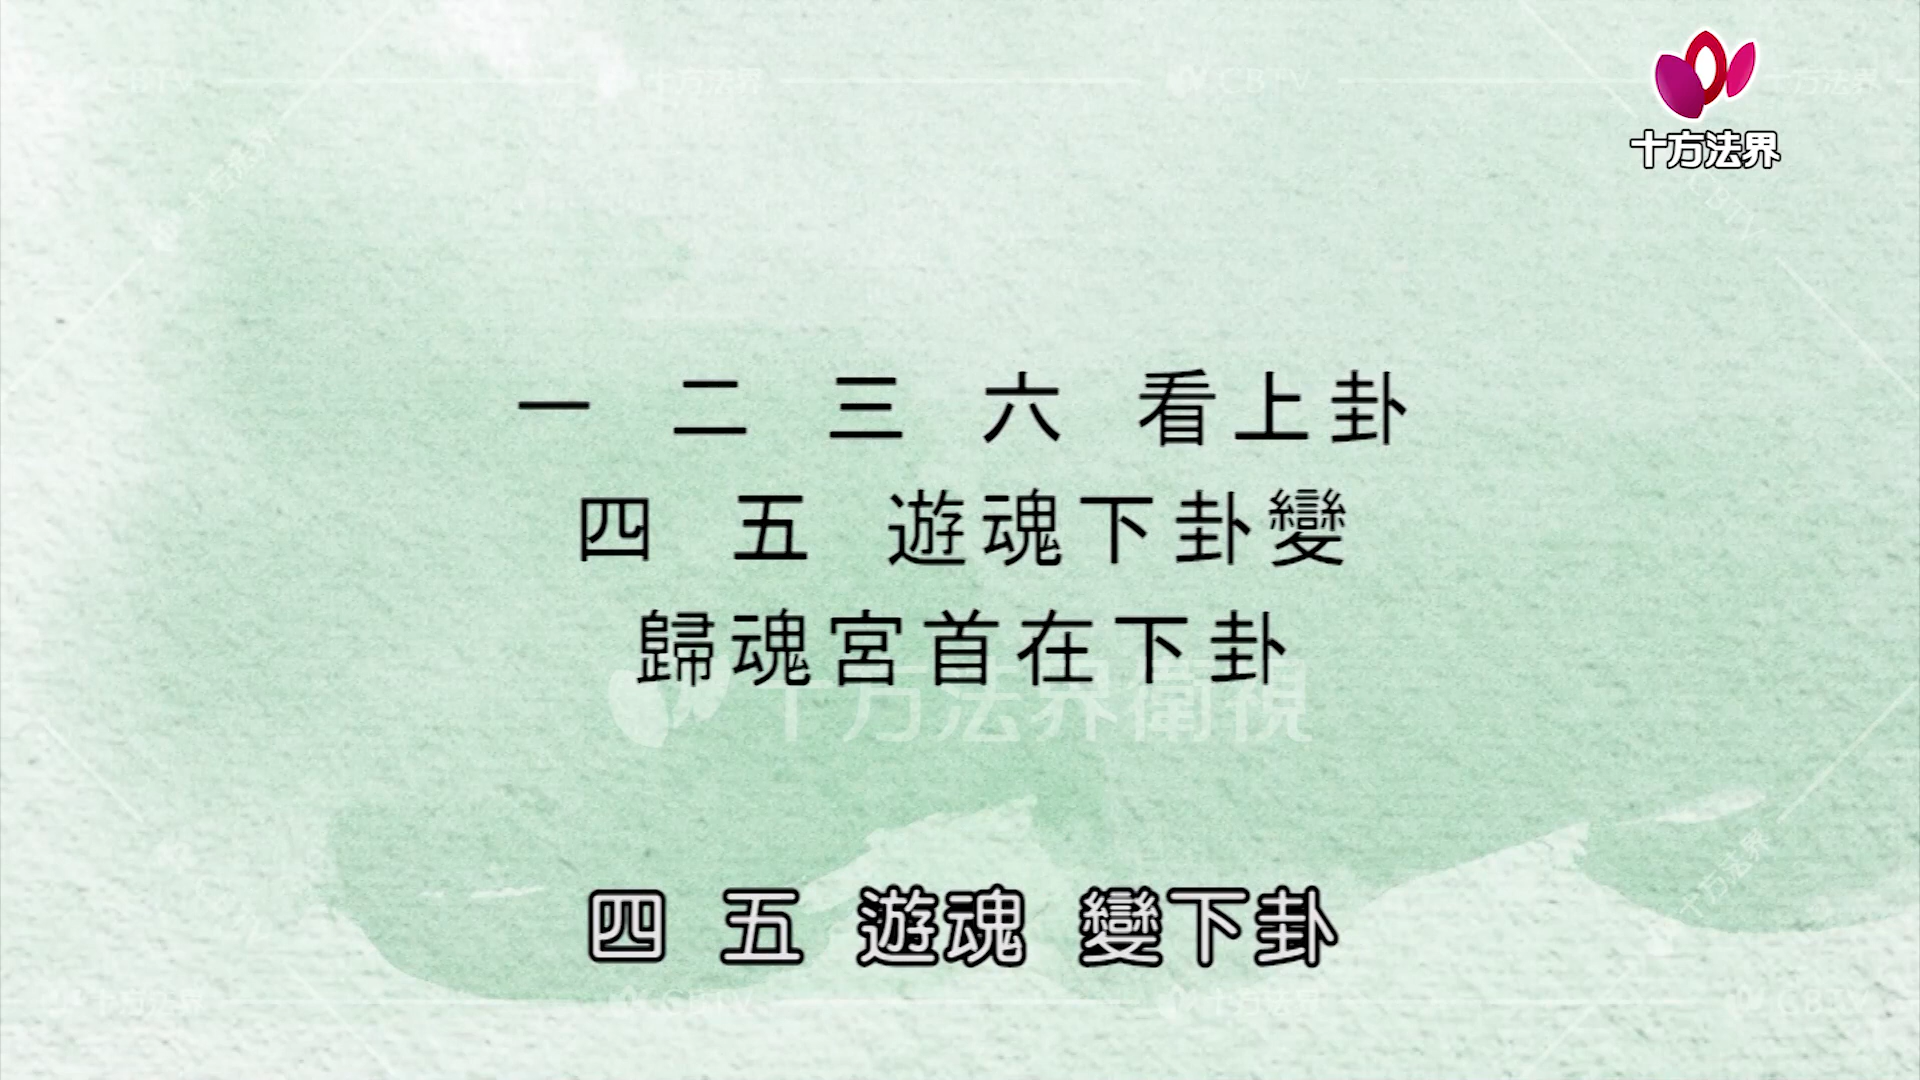 十方法界
一 二 三 六 看上卦
四 五 遊魂下卦變
歸魂宮首在下卦
十方法界衛視
四 五 遊魂 變下卦